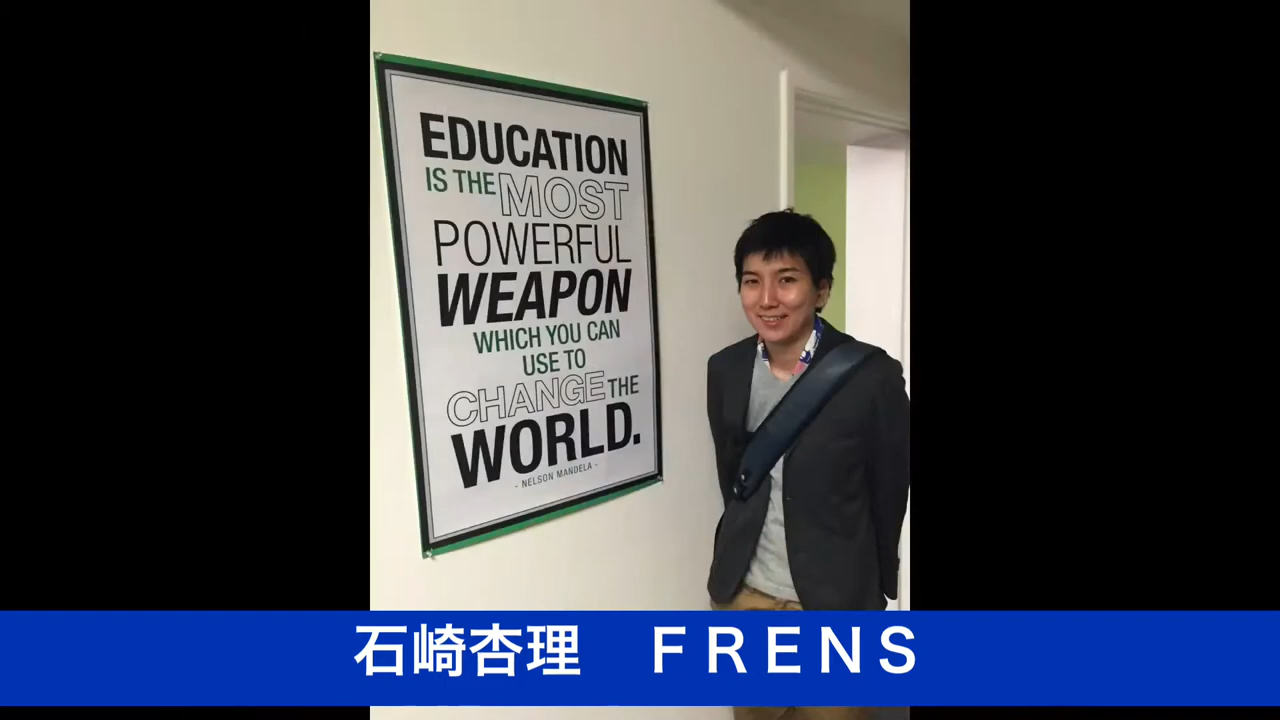 EDUCATION
IS THE MOST
POWERFUL
WEAPON
WHICH YOU CAN
USE TO
CHANGE THE
WORLD.
- NELSON MANDELA -
石崎杏理　ＦＲＥＮＳ